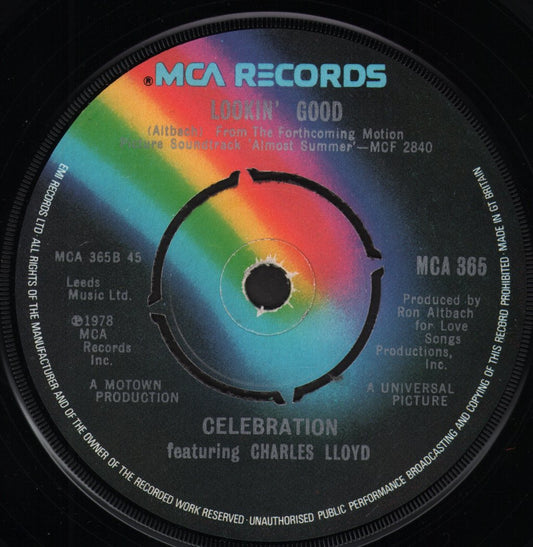 ® MCA RECORDS
LOOKIN' GOOD
(Altbach) From The Forthcoming Motion
Picture Soundtrack 'Almost Summer'—MCF 2840
MCA 365B 45
Leeds
Music Ltd.
℗1978
MCA
Records
Inc.
A MOTOWN
PRODUCTION
MCA 365
Produced by
Ron Altbach
for Love
Songs
Productions,
Inc.
A UNIVERSAL
PICTURE
CELEBRATION
featuring CHARLES LLOYD
EMI RECORDS LTD·ALL RIGHTS OF THE MANUFACTURER AND OF THE OWNER OF THE RECORDED WORK RESERVED·UNAUTHORISED PUBLIC PERFORMANCE BROADCASTING AND COPYING OF THIS RECORD PROHIBITED MADE IN GT BRITAIN